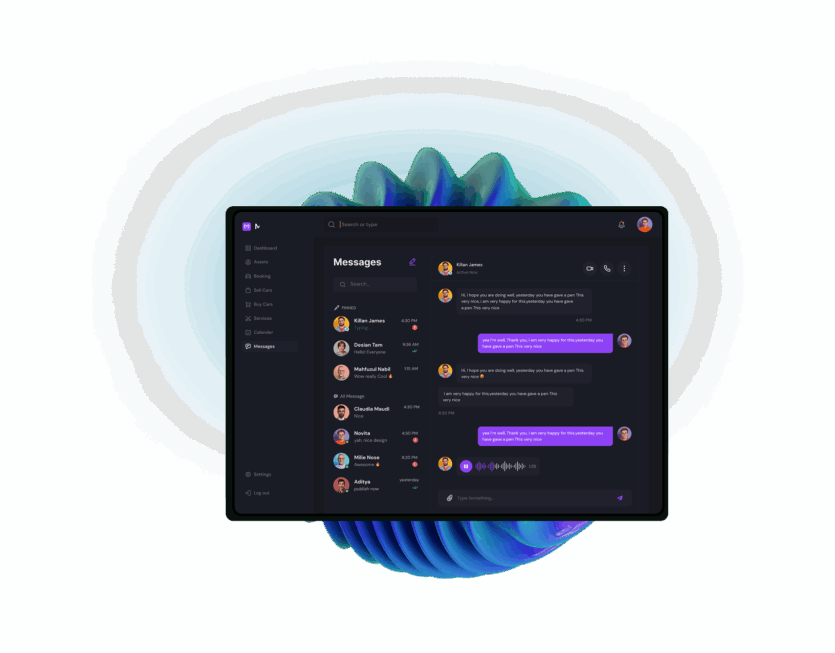 Search or type
Dashboard
Assets
Booking
Sell Cars
Buy Cars
Services
Calendar
Messages
Settings
Log out
Messages
Search...
PINNED
Kilian James
4:30 PM
Typing...
Desian Tam
9:36 AM
Hello! Everyone
Mahfuzul Nabil
1:15 AM
Wow really Cool 🔥
All Message
Claudia Maudi
4:30 PM
Nice
Novita
4:30 PM
yah, nice design
Milie Nose
8:20 PM
Awesome 🔥
Aditya
yesterday
publish now
Kilian James
Active Now
Hi, I hope you are doing well, yesterday you have gave a pen This
very nice, i am very happy for this.yesterday you have gave
a pen This very nice
4:30 PM
yea I'm well, Thank you, i am very happy for this.yesterday you
have gave a pen This very nice
Hi, I hope you are doing well, yesterday you have gave a pen This
very nice
I am very happy for this.yesterday you have gave a pen This
very nice
4:30 PM
yea I'm well, Thank you, i am very happy for this.yesterday you
have gave a pen This very nice
Type Something...